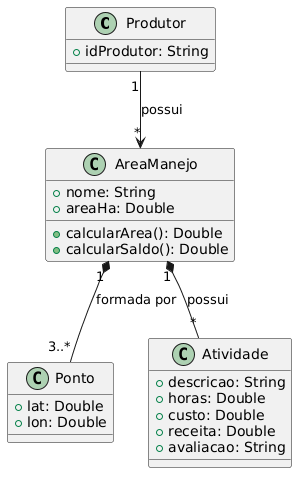 C Produtor
idProdutor: String
1
possui
*
C AreaManejo
nome: String
areaHa: Double
calcularArea(): Double
calcularSaldo(): Double
1
1
formada por
possui
3..*
*
C Ponto
lat: Double
lon: Double
C Atividade
descricao: String
horas: Double
custo: Double
receita: Double
avaliacao: String